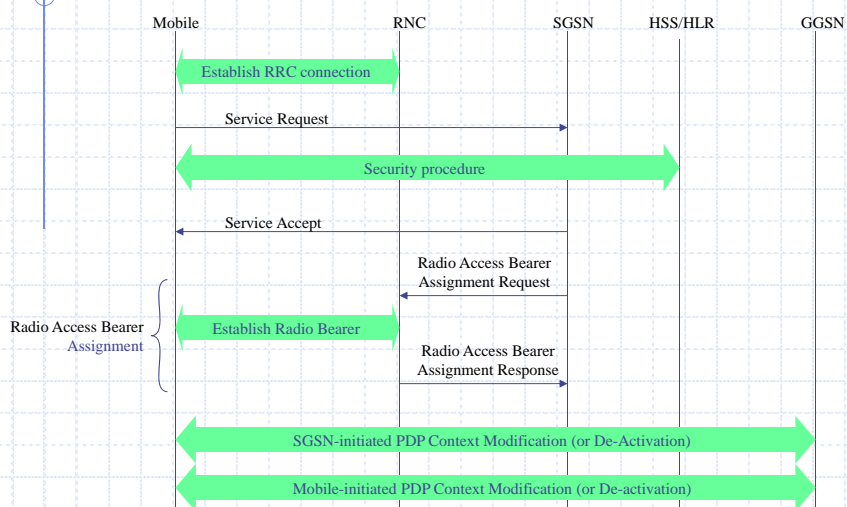 Mobile RNC SGSN HSS/HLR GGSN
Establish RRC connection
Service Request
Security procedure
Service Accept
Radio Access Bearer
Assignment Request
Radio Access Bearer
Assignment
Establish Radio Bearer
Radio Access Bearer
Assignment Response
SGSN-initiated PDP Context Modification (or De-Activation)
Mobile-initiated PDP Context Modification (or De-activation)